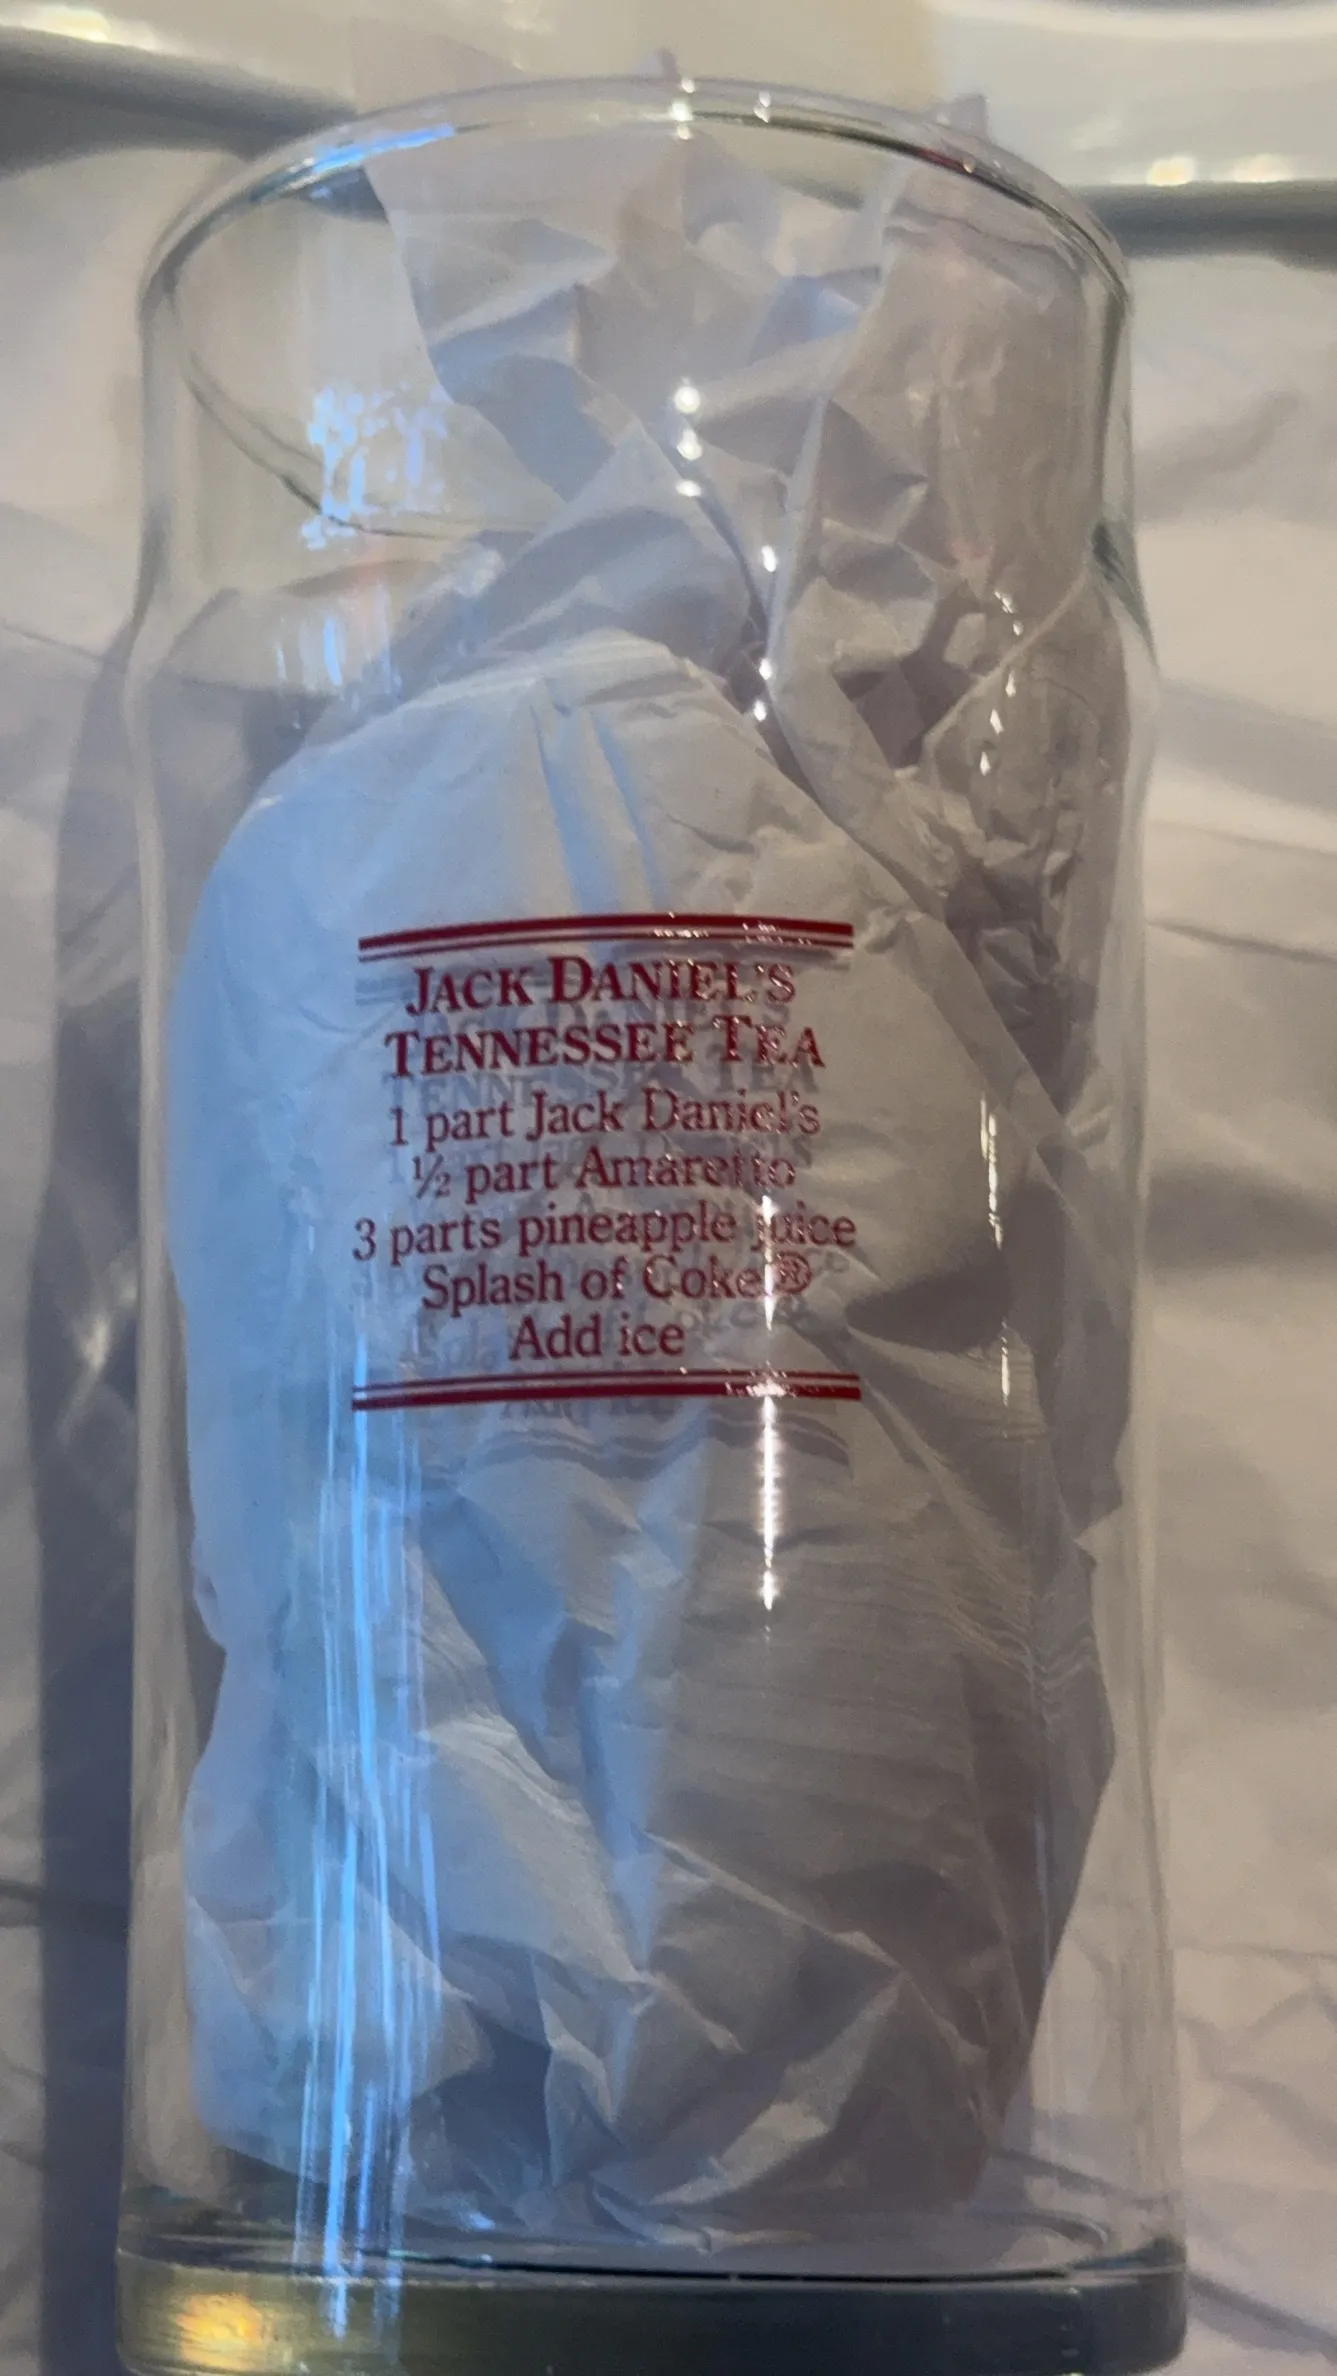 JACK DANIEL'S
TENNESSEE TEA
1 part Jack Daniel's
½ part Amaretto
3 parts pineapple juice
Splash of Coke®
Add ice